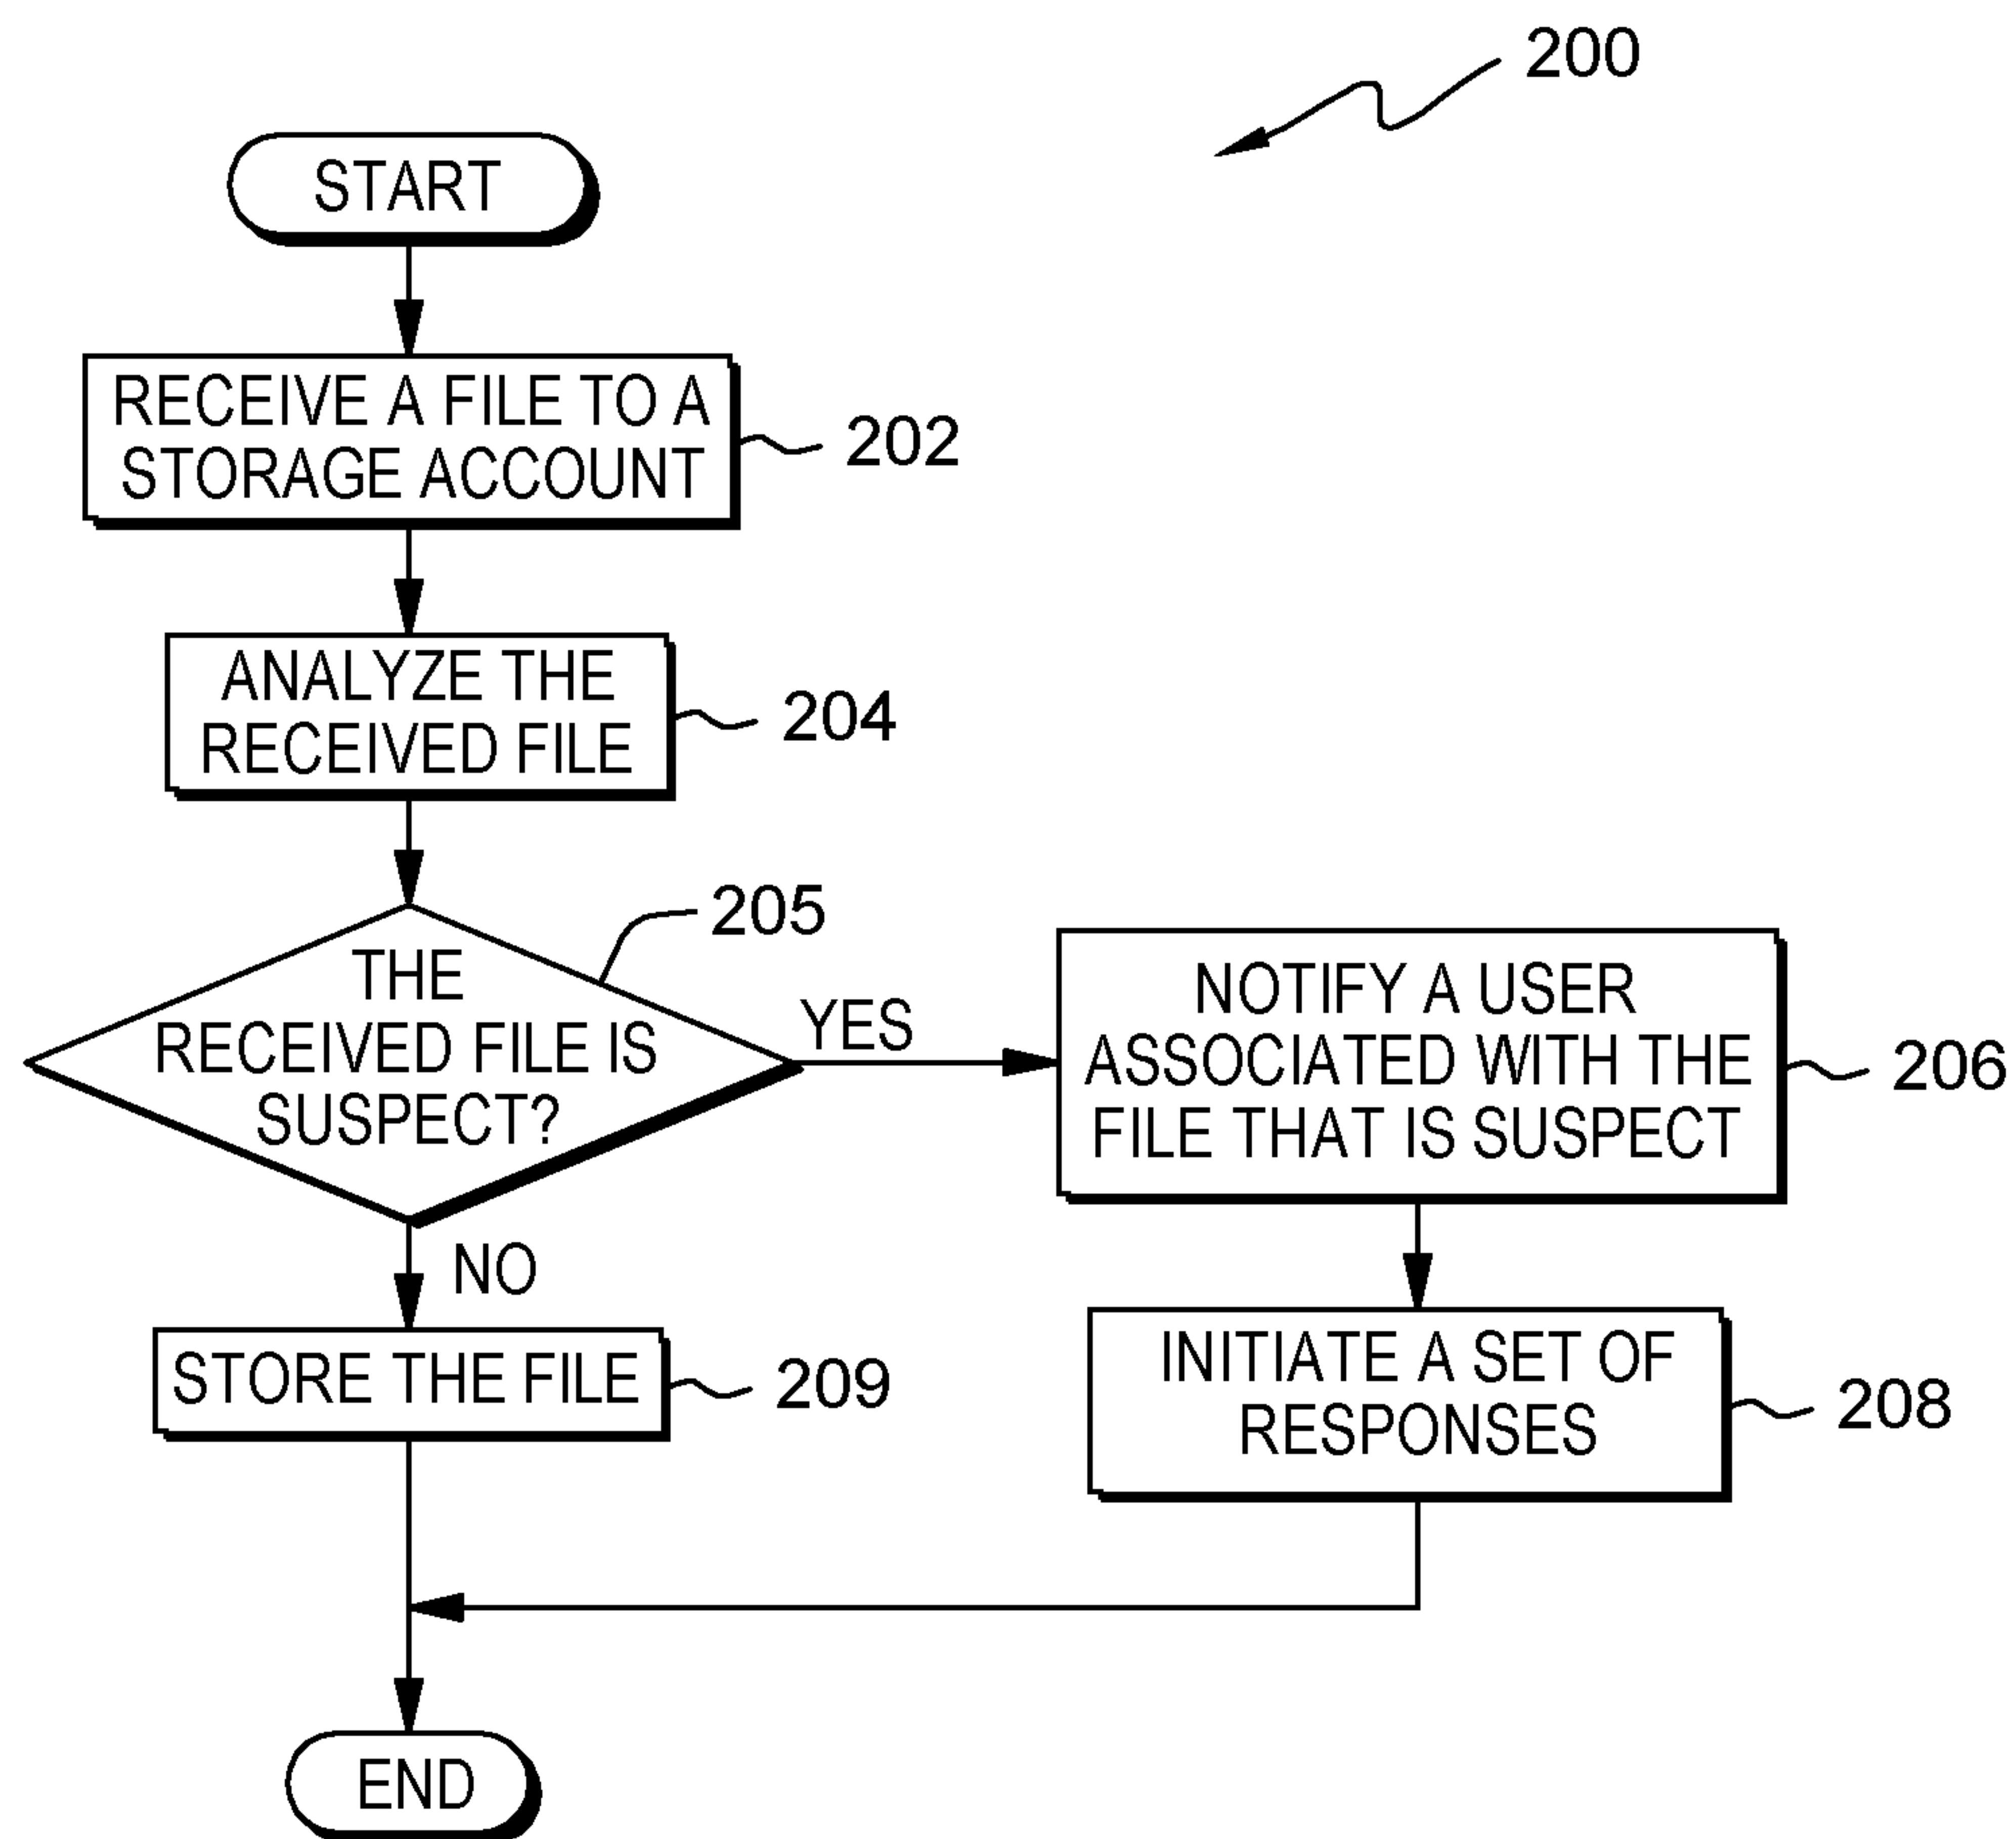 200
START
RECEIVE A FILE TO A
STORAGE ACCOUNT
202
ANALYZE THE
RECEIVED FILE
204
205
THE
RECEIVED FILE IS
SUSPECT?
YES
NOTIFY A USER
ASSOCIATED WITH THE
FILE THAT IS SUSPECT
206
NO
STORE THE FILE
209
INITIATE A SET OF
RESPONSES
208
END